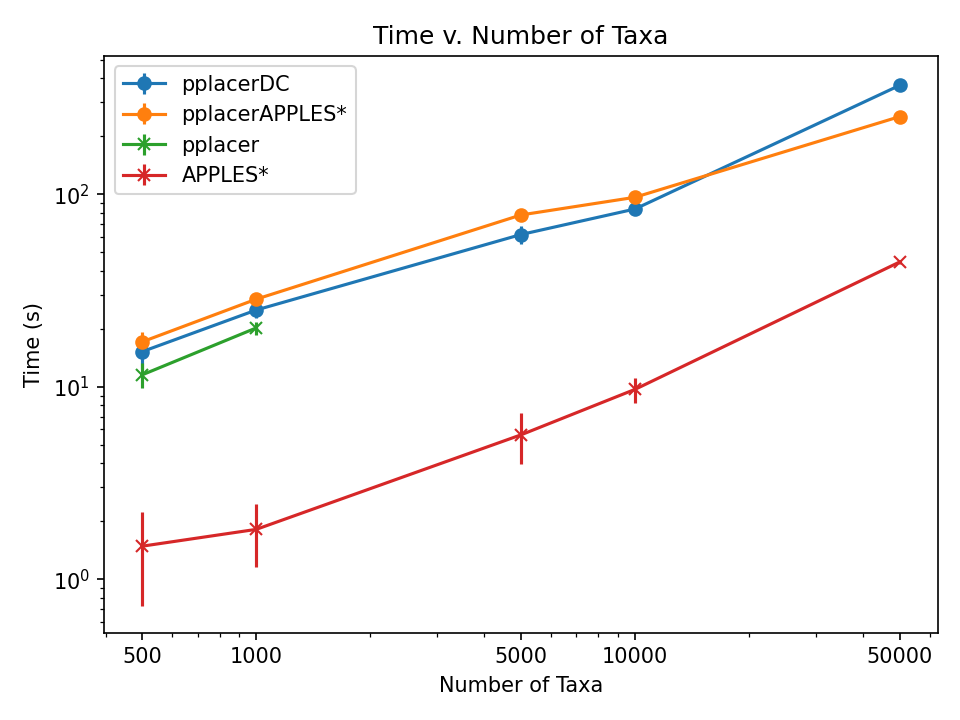 Time v. Number of Taxa
pplacerDC
pplacerAPPLES*
pplacer
APPLES*
Time (s)
10²
10¹
10⁰
500 1000 5000 10000 50000
Number of Taxa